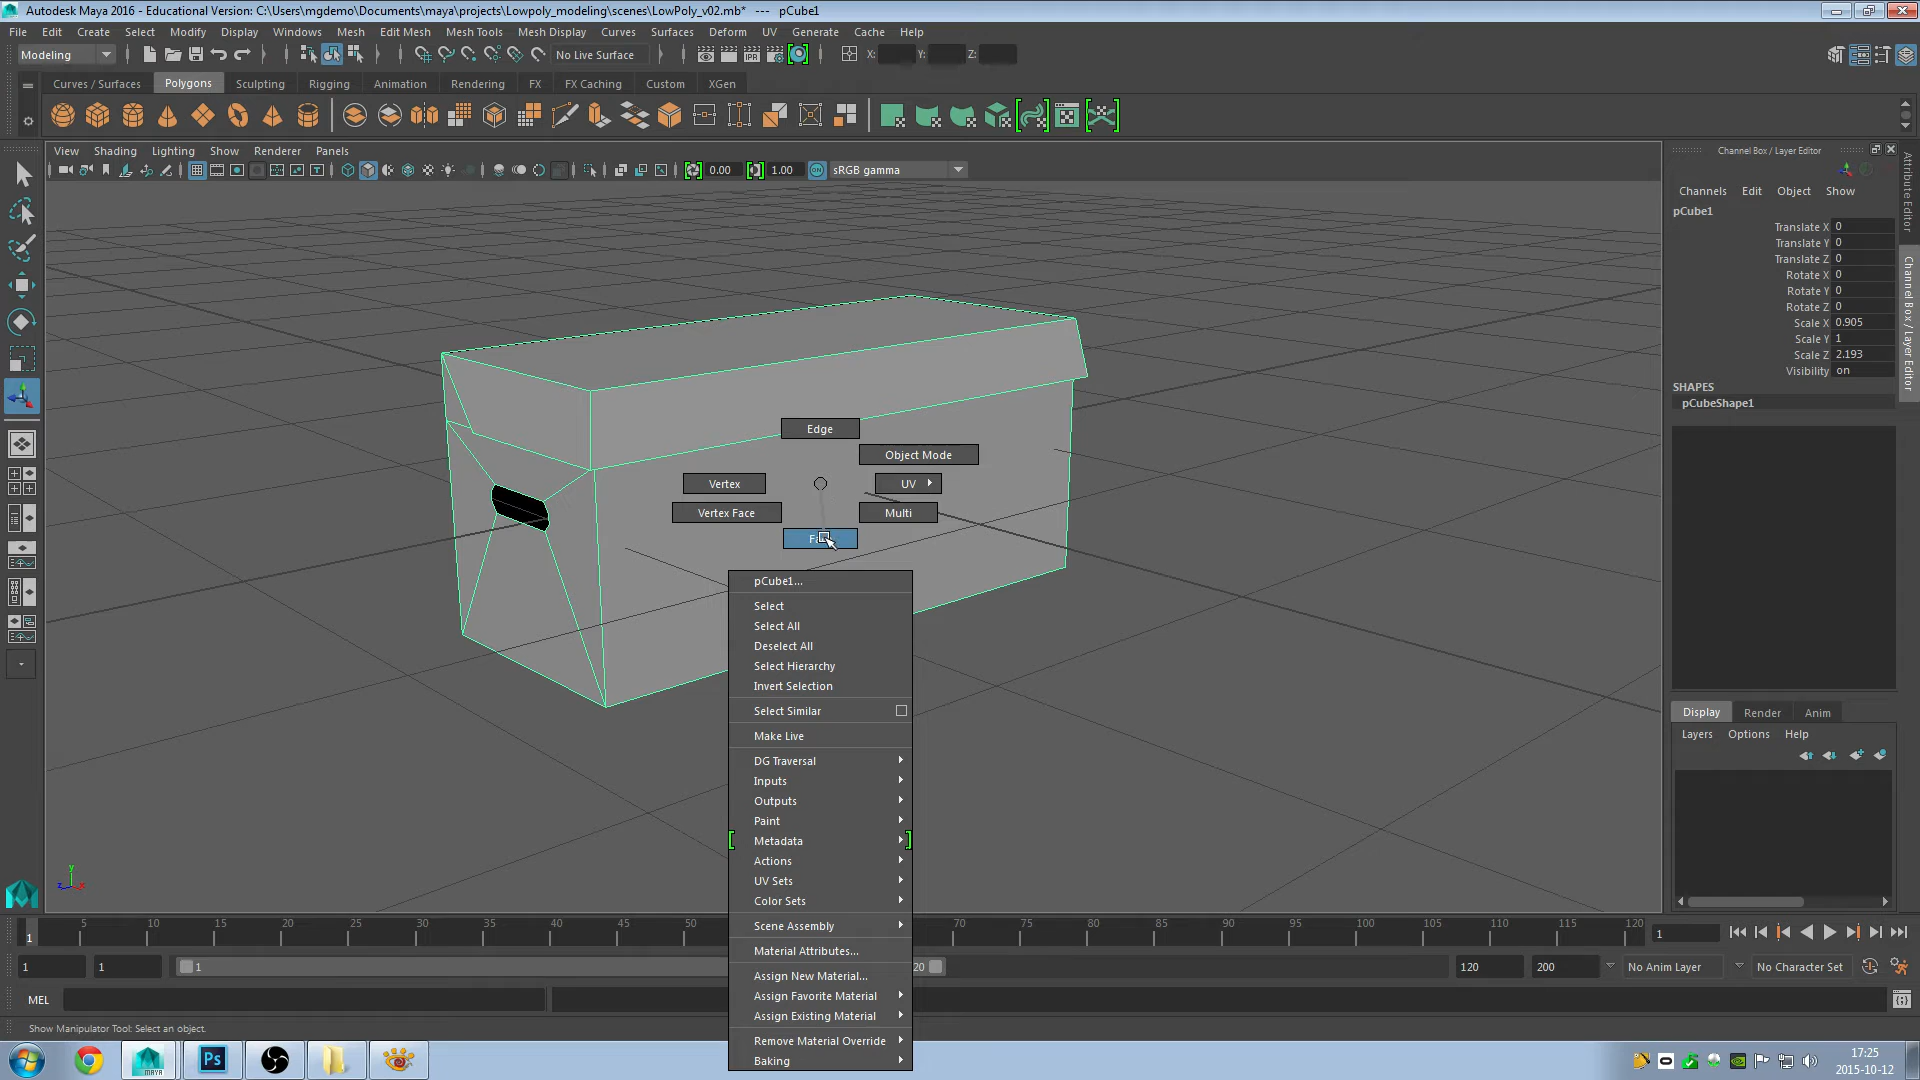 Autodesk Maya 2016 - Educational Version: C:\Users\mgdemo\Documents\maya\projects\Lowpoly_modeling\scenes\LowPoly_v02.mb* --- pCube1
File Edit Create Select Modify Display Windows Mesh Edit Mesh Mesh Tools Mesh Display Curves Surfaces Deform UV Generate Cache Help
Modeling No Live Surface X: Y: Z:
Curves / Surfaces Polygons Sculpting Rigging Animation Rendering FX FX Caching Custom XGen
View Shading Lighting Show Renderer Panels
0.00 1.00 sRGB gamma
Channel Box / Layer Editor
Channels Edit Object Show
pCube1
Translate X 0
Translate Y 0
Translate Z 0
Rotate X 0
Rotate Y 0
Rotate Z 0
Scale X 0.905
Scale Y 1
Scale Z 2.193
Visibility on
SHAPES
pCubeShape1
Attribute Editor
Channel Box / Layer Editor
Edge
Object Mode
Vertex
UV
Vertex Face
Multi
pCube1...
Select
Select All
Deselect All
Select Hierarchy
Invert Selection
Select Similar
Make Live
DG Traversal
Inputs
Outputs
Paint
Metadata
Actions
UV Sets
Color Sets
Scene Assembly
Material Attributes...
Assign New Material...
Assign Favorite Material
Assign Existing Material
Remove Material Override
Baking
Display Render Anim
Layers Options Help
y
z x
1 5 10 15 20 25 30 35 40 45 50 70 75 80 85 90 95 100 105 110 115 120 1
1 1 1 20 120 200 No Anim Layer No Character Set
MEL
Show Manipulator Tool: Select an object.
MAYA Ps
17:25
2015-10-12